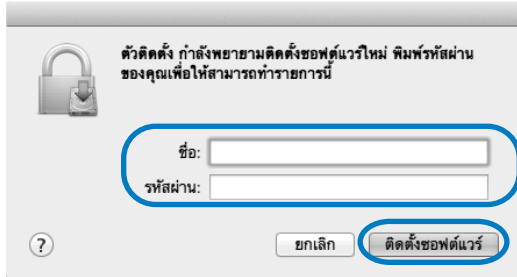 ตัวติดตั้ง กำลังพยายามติดตั้งซอฟต์แวร์ใหม่ พิมพ์รหัสผ่าน
ของคุณเพื่อให้สามารถทำรายการนี้
ชื่อ:
รหัสผ่าน:
? ยกเลิก ติดตั้งซอฟต์แวร์